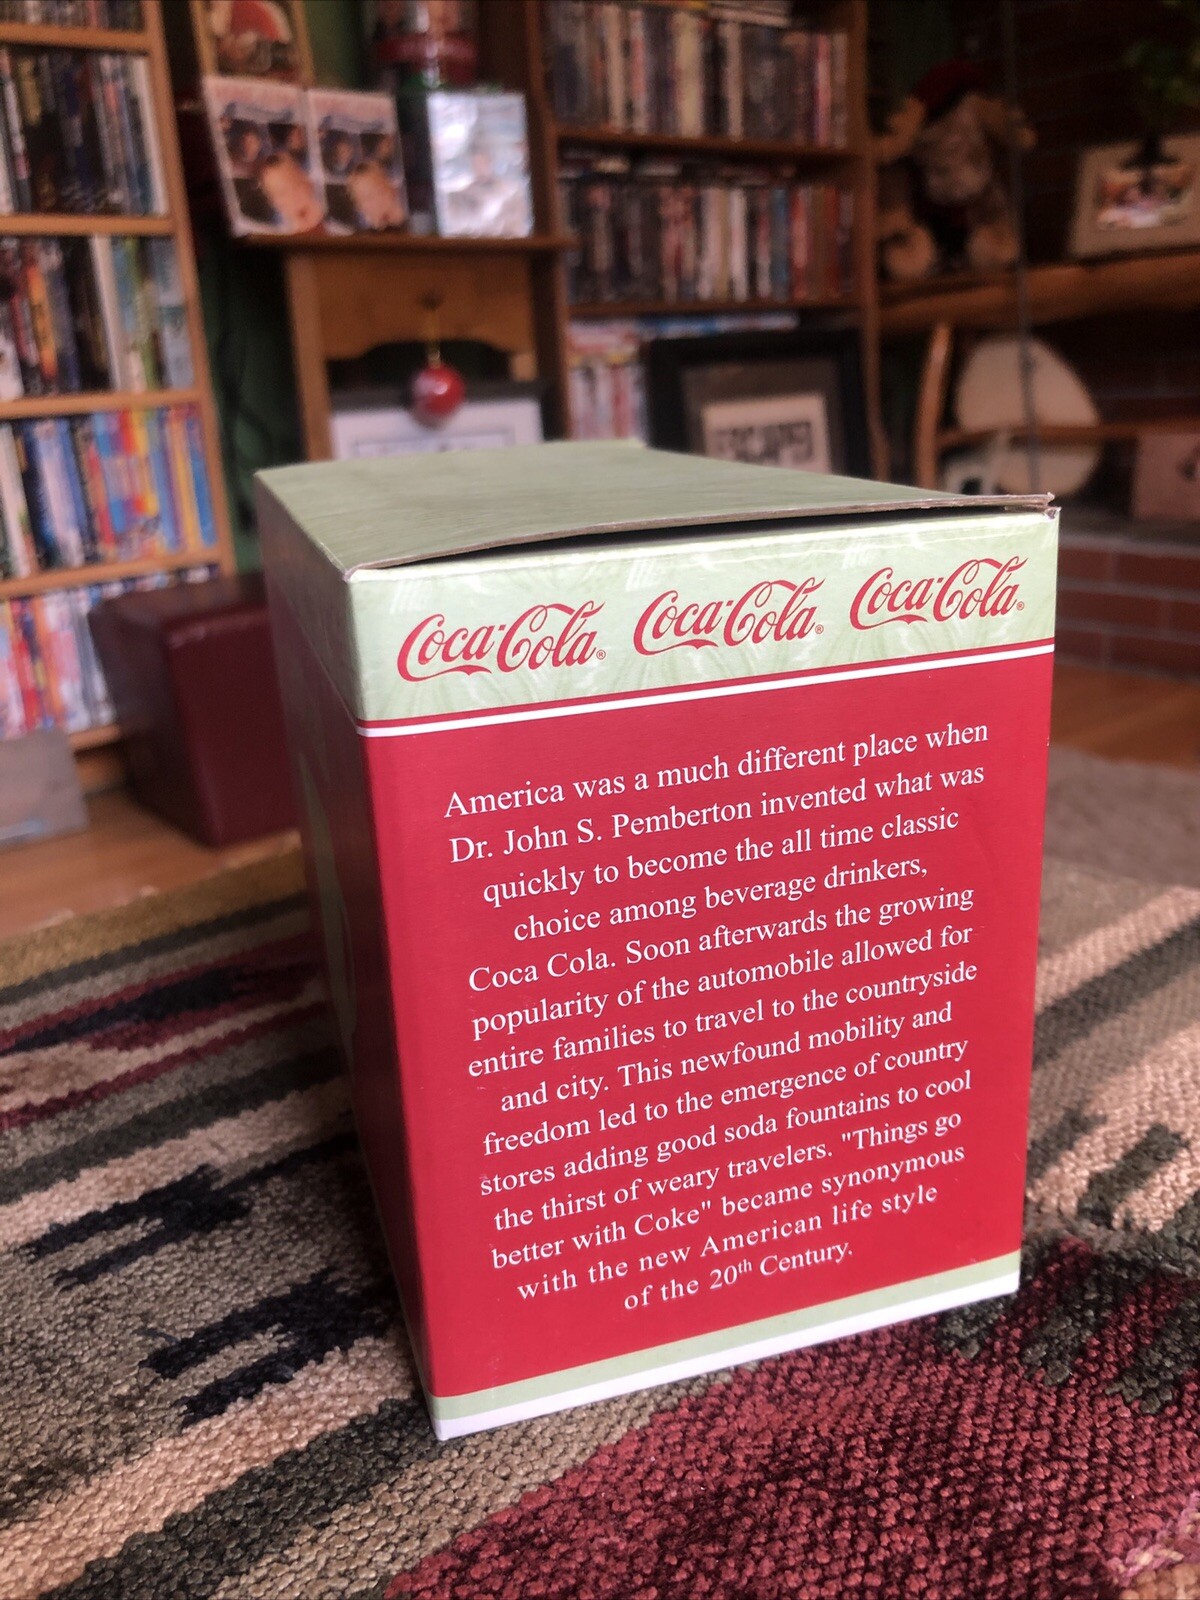 Coca-Cola® Coca-Cola® Coca-Cola®
America was a much different place when
Dr. John S. Pemberton invented what was
quickly to become the all time classic
choice among beverage drinkers,
Coca Cola. Soon afterwards the growing
popularity of the automobile allowed for
entire families to travel to the countryside
and city. This newfound mobility and
freedom led to the emergence of country
stores adding good soda fountains to cool
the thirst of weary travelers. "Things go
better with Coke" became synonymous
with the new American life style
of the 20th Century.